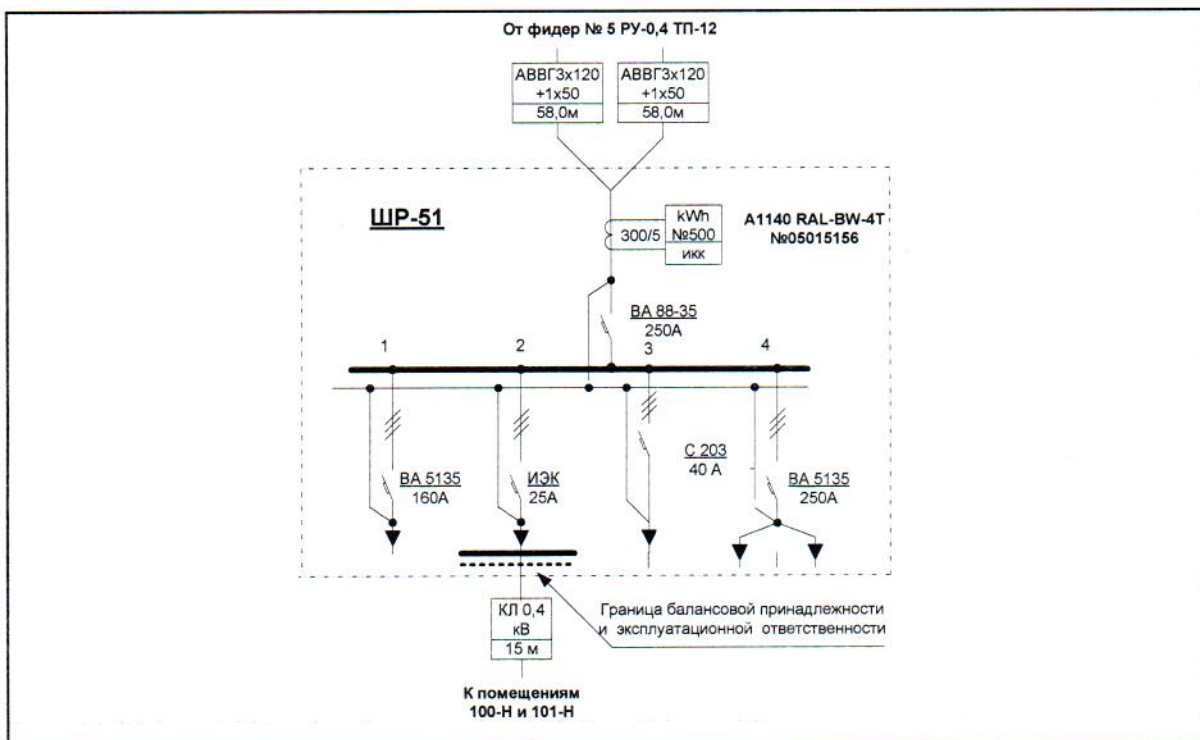 От фидер № 5 РУ-0,4 ТП-12
АВВГ3х120
+1х50
58,0м
АВВГ3х120
+1х50
58,0м
ШР-51
300/5
kWh
№500
икк
А1140 RAL-BW-4T
№05015156
ВА 88-35
250А
1
2
3
4
ВА 5135
160А
ИЭК
25А
С 203
40 А
ВА 5135
250А
КЛ 0,4
кВ
15 м
Граница балансовой принадлежности
и эксплуатационной ответственности
К помещениям
100-Н и 101-Н